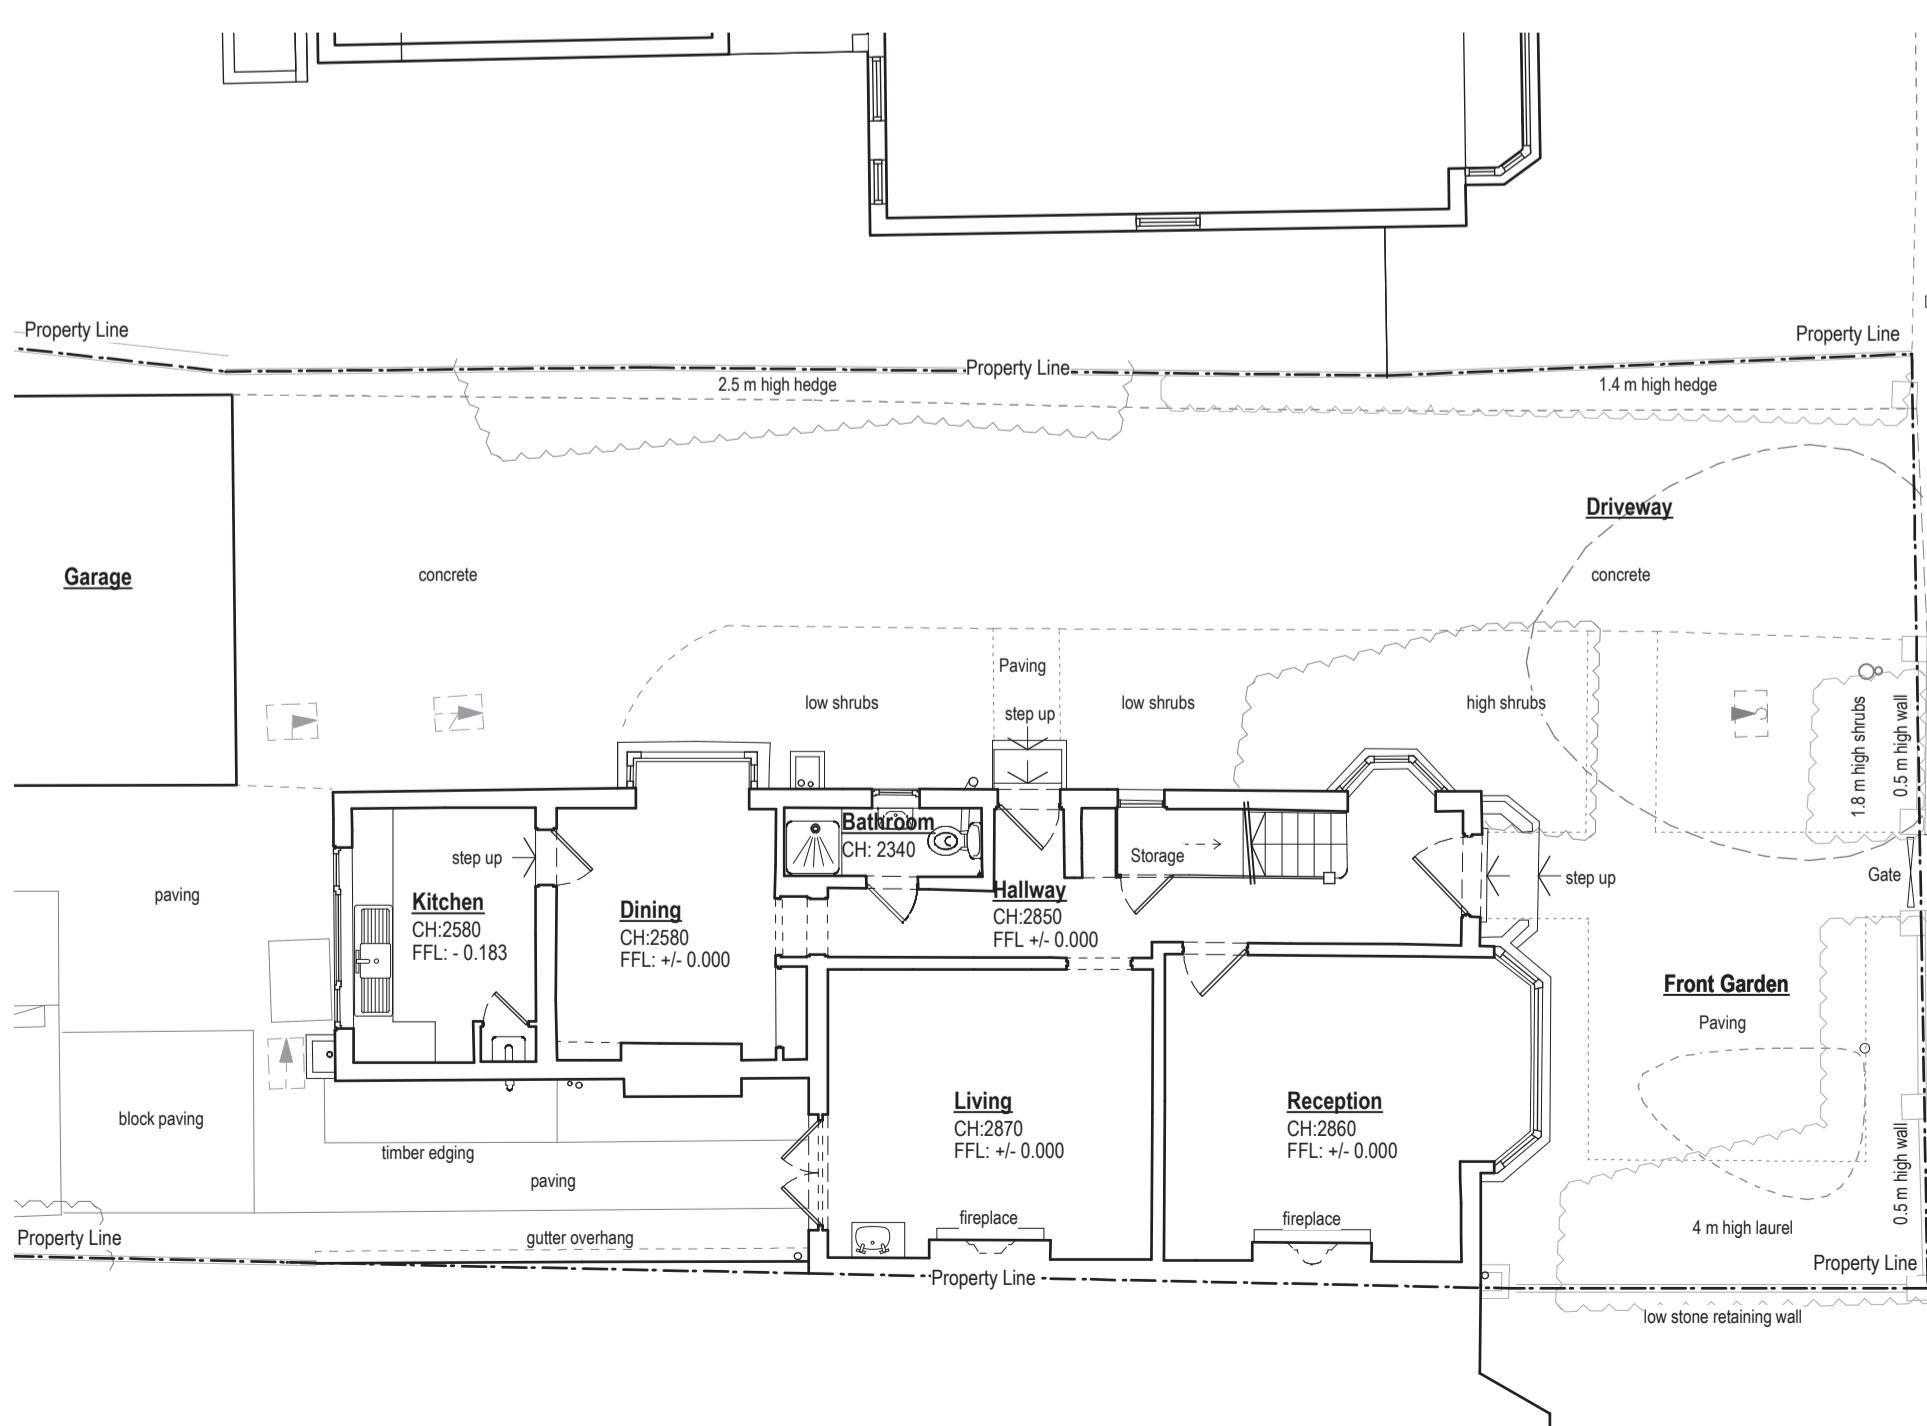 Property Line
Property Line
Property Line
2.5 m high hedge
1.4 m high hedge
Driveway
Garage
concrete
concrete
Paving
low shrubs
low shrubs
high shrubs
step up
1.8 m high shrubs
0.5 m high wall
Bathroom
CH: 2340
step up
Storage
step up
Gate
paving
Kitchen
CH:2580
FFL: - 0.183
Dining
CH:2580
FFL: +/- 0.000
Hallway
CH:2850
FFL +/- 0.000
Front Garden
Paving
Living
CH:2870
FFL: +/- 0.000
Reception
CH:2860
FFL: +/- 0.000
block paving
timber edging
paving
0.5 m high wall
fireplace
fireplace
4 m high laurel
Property Line
gutter overhang
Property Line
Property Line
low stone retaining wall